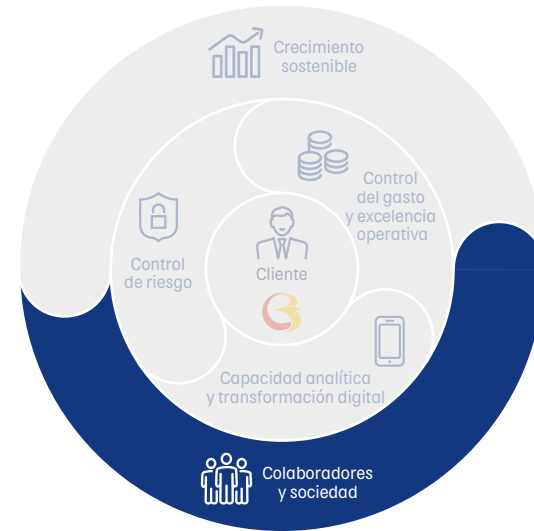 Crecimiento
sostenible
Control
del gasto
y excelencia
operativa
Control
de riesgo
Cliente
Capacidad analítica
y transformación digital
Colaboradores
y sociedad